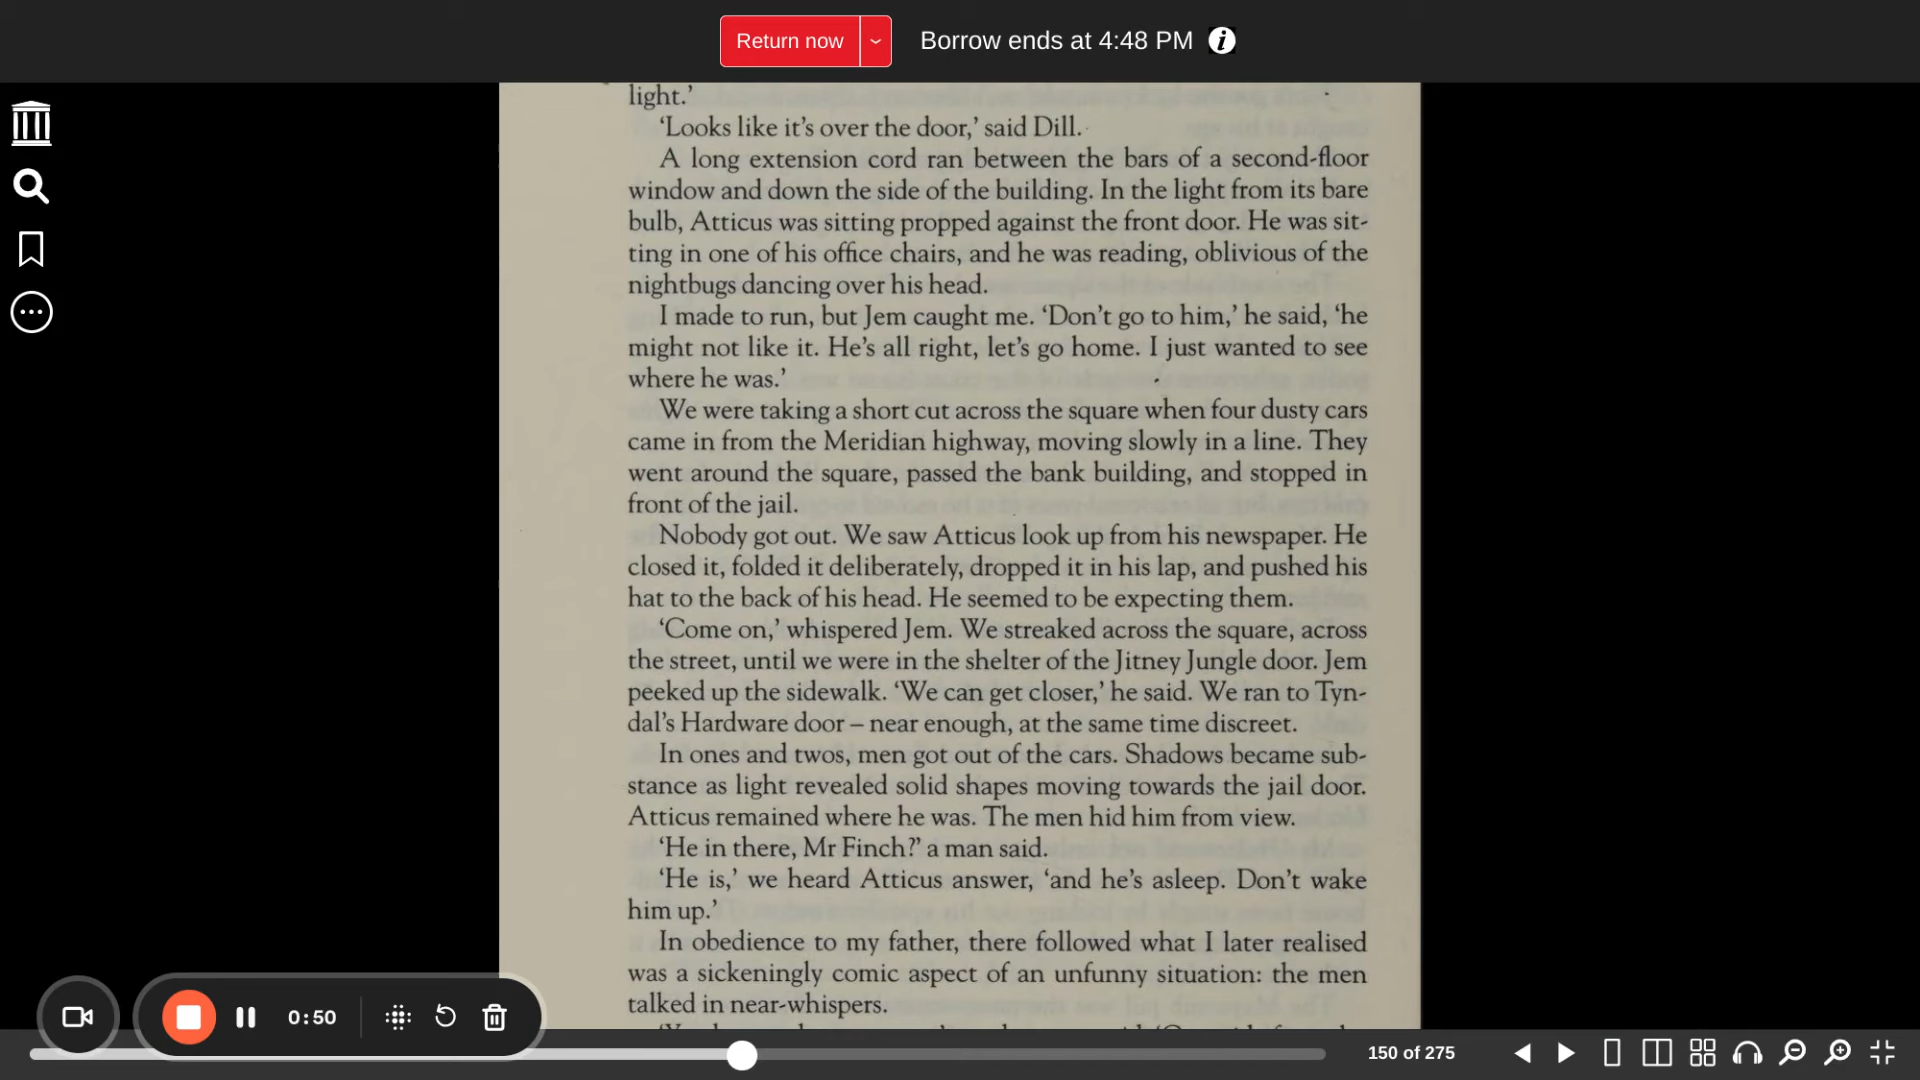 Return now
Borrow ends at 4:48 PM
light.’
‘Looks like it’s over the door,’ said Dill.
A long extension cord ran between the bars of a second-floor
window and down the side of the building. In the light from its bare
bulb, Atticus was sitting propped against the front door. He was sit-
ting in one of his office chairs, and he was reading, oblivious of the
nightbugs dancing over his head.
I made to run, but Jem caught me. ‘Don’t go to him,’ he said, ‘he
might not like it. He’s all right, let’s go home. I just wanted to see
where he was.’
We were taking a short cut across the square when four dusty cars
came in from the Meridian highway, moving slowly in a line. They
went around the square, passed the bank building, and stopped in
front of the jail.
Nobody got out. We saw Atticus look up from his newspaper. He
closed it, folded it deliberately, dropped it in his lap, and pushed his
hat to the back of his head. He seemed to be expecting them.
‘Come on,’ whispered Jem. We streaked across the square, across
the street, until we were in the shelter of the Jitney Jungle door. Jem
peeked up the sidewalk. ‘We can get closer,’ he said. We ran to Tyn-
dal’s Hardware door – near enough, at the same time discreet.
In ones and twos, men got out of the cars. Shadows became sub-
stance as light revealed solid shapes moving towards the jail door.
Atticus remained where he was. The men hid him from view.
‘He in there, Mr Finch?’ a man said.
‘He is,’ we heard Atticus answer, ‘and he’s asleep. Don’t wake
him up.’
In obedience to my father, there followed what I later realised
was a sickeningly comic aspect of an unfunny situation: the men
talked in near-whispers.
0:50
150 of 275